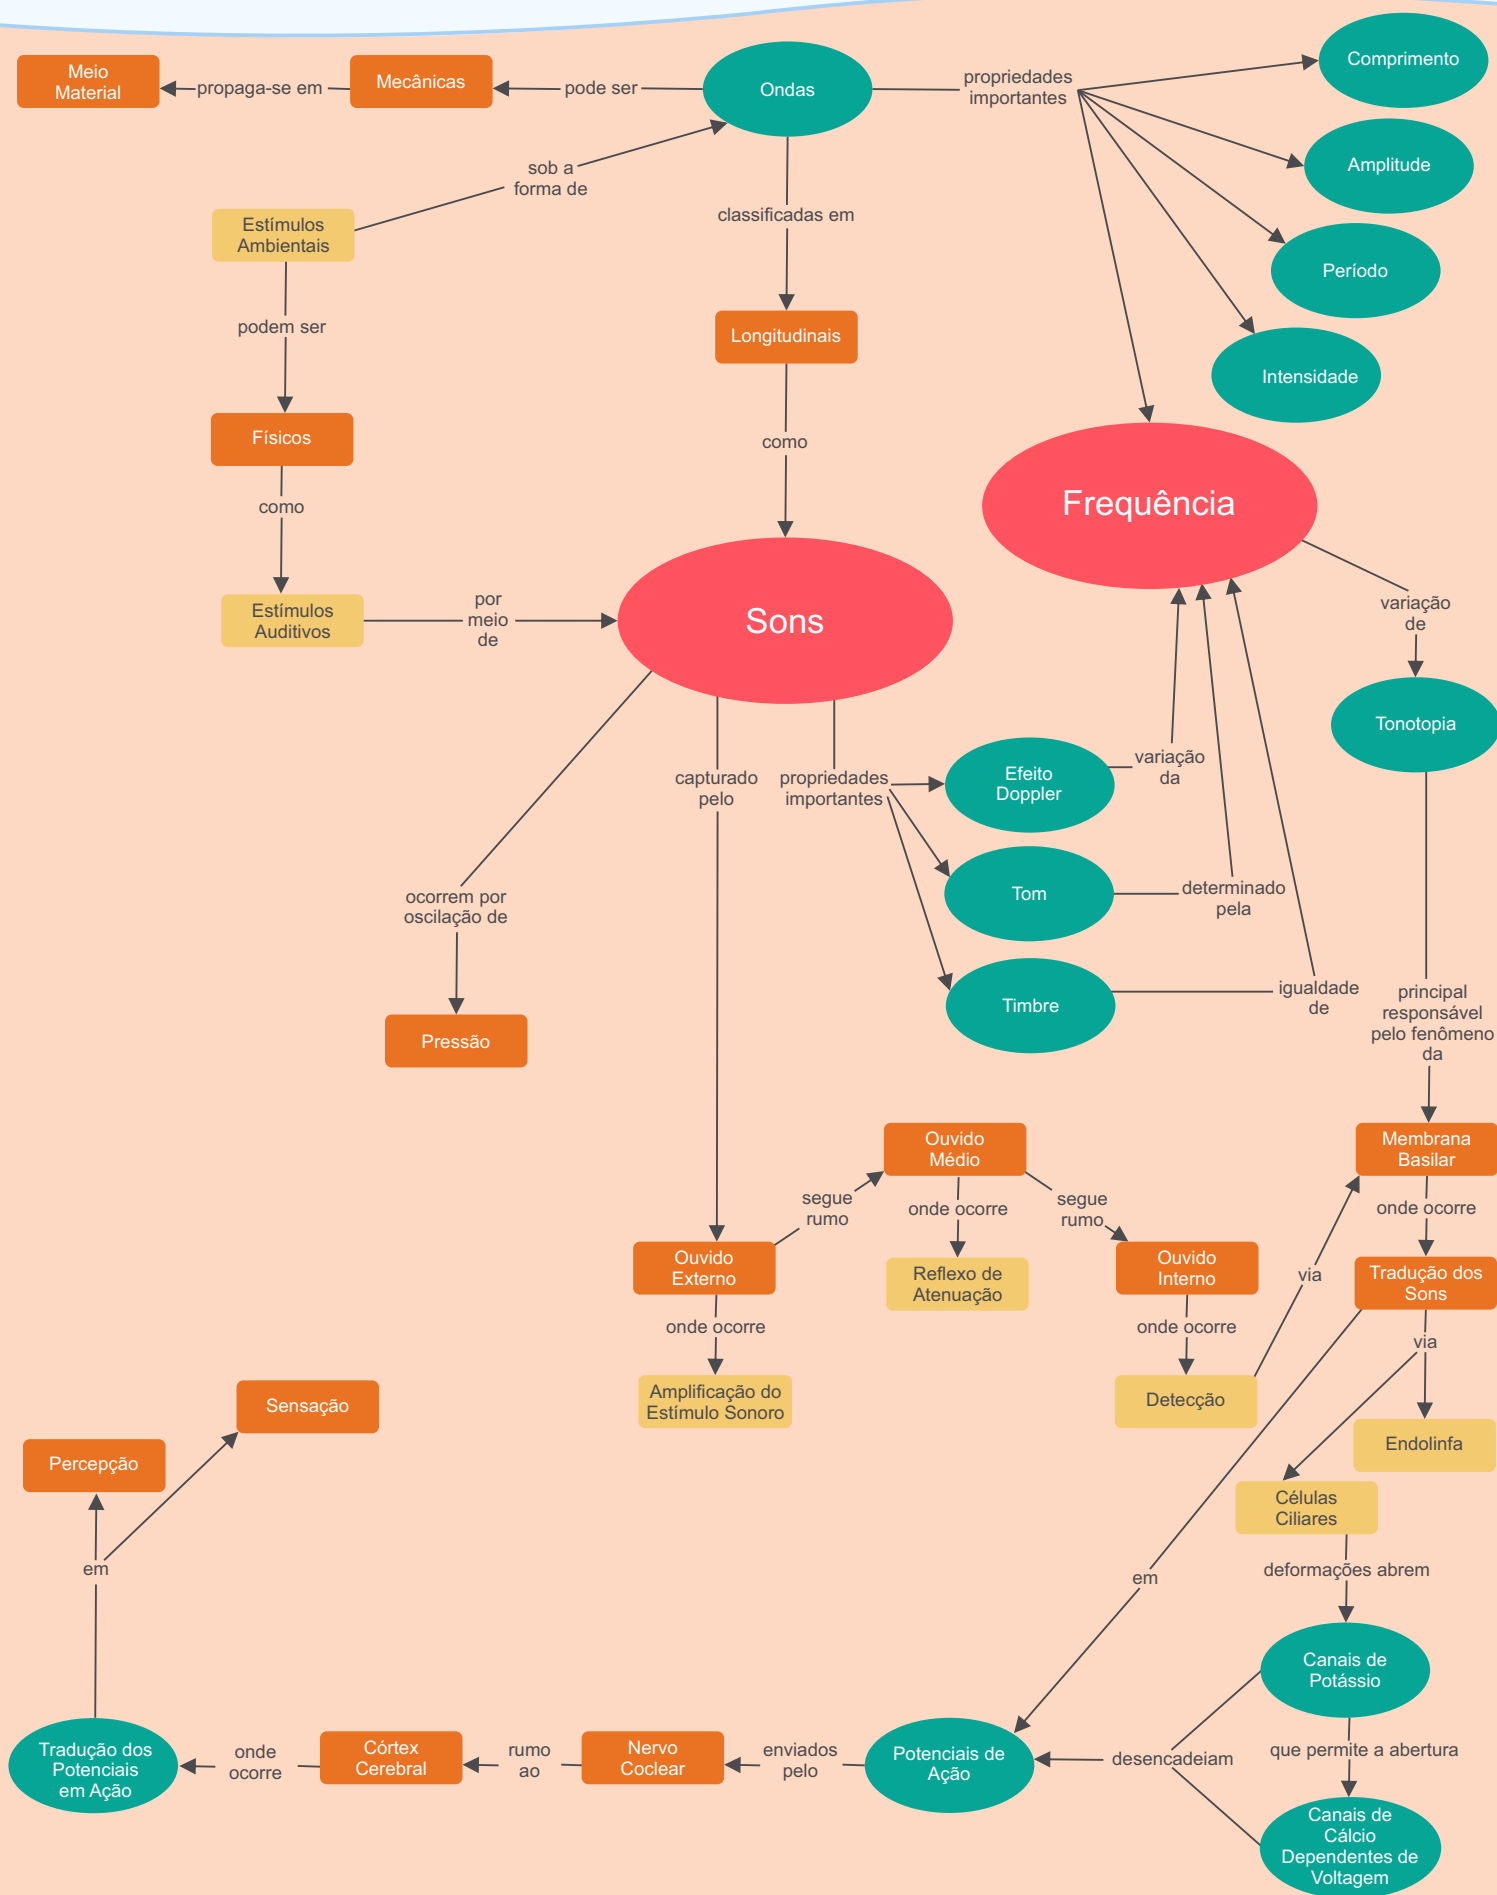 Meio
Material
propaga-se em
Mecânicas
pode ser
Ondas
propriedades
importantes
Comprimento
Amplitude
Período
Intensidade
sob a
forma de
Estímulos
Ambientais
classificadas em
podem ser
Longitudinais
Físicos
como
como
Frequência
Estímulos
Auditivos
por
meio
de
Sons
variação
de
Tonotopia
capturado
pelo
propriedades
importantes
Efeito
Doppler
variação
da
Tom
determinado
pela
Timbre
igualdade
de
ocorrem por
oscilação de
Pressão
principal
responsável
pelo fenômeno
da
Membrana
Basilar
onde ocorre
Tradução dos
Sons
via
Endolinfa
Ouvido
Médio
segue
rumo
onde ocorre
segue
rumo
Ouvido
Externo
Reflexo de
Atenuação
Ouvido
Interno
via
onde ocorre
onde ocorre
Amplificação do
Estímulo Sonoro
Detecção
Células
Ciliares
deformações abrem
em
Canais de
Potássio
que permite a abertura
desencadeiam
Canais de
Cálcio
Dependentes de
Voltagem
Potenciais de
Ação
enviados
pelo
Nervo
Coclear
rumo
ao
Córtex
Cerebral
onde
ocorre
Tradução dos
Potenciais
em Ação
em
Percepção
Sensação